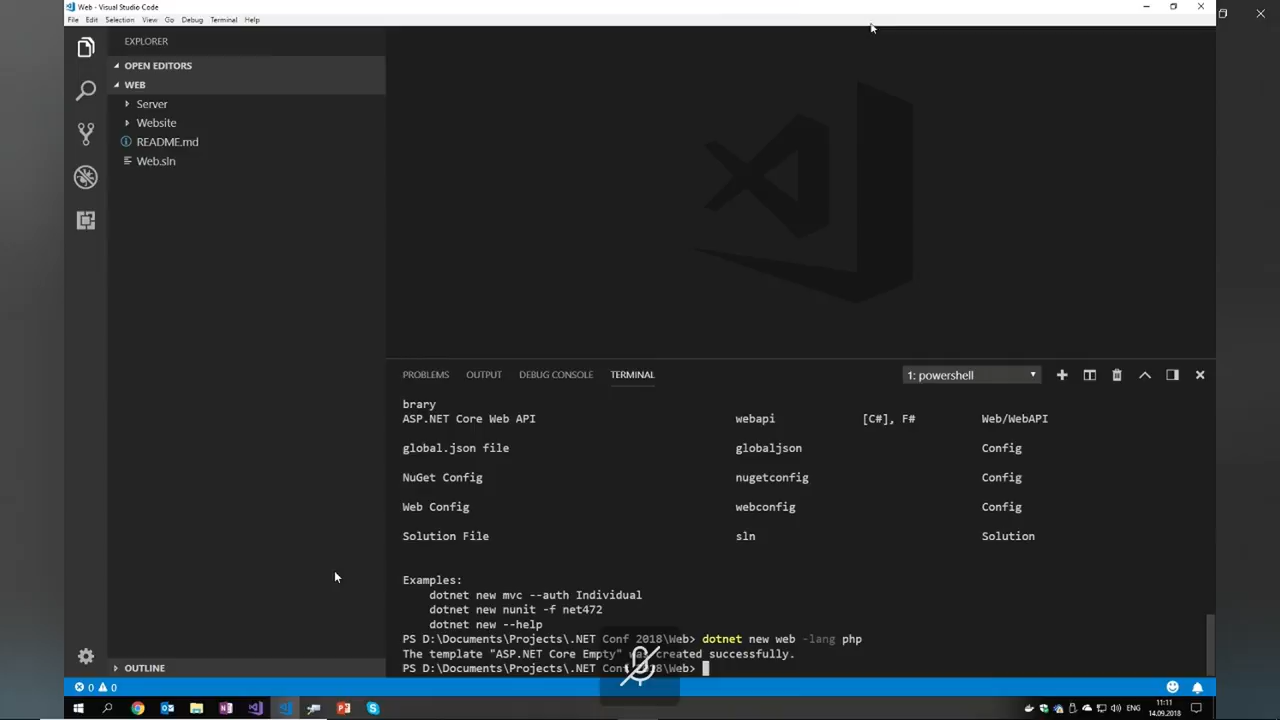 Web - Visual Studio Code
File Edit Selection View Go Debug Terminal Help
EXPLORER
OPEN EDITORS
WEB
Server
Website
README.md
Web.sln
PROBLEMS OUTPUT DEBUG CONSOLE TERMINAL
1: powershell
brary
ASP.NET Core Web API webapi [C#], F# Web/WebAPI
global.json file globaljson Config
NuGet Config nugetconfig Config
Web Config webconfig Config
Solution File sln Solution
Examples:
dotnet new mvc --auth Individual
dotnet new nunit -f net472
dotnet new --help
PS D:\Documents\Projects\.NET Conf 2018\Web> dotnet new web -lang php
The template "ASP.NET Core Empty" was created successfully.
PS D:\Documents\Projects\.NET Conf 2018\Web>
OUTLINE
0 0
ENG
11:11
14.09.2018